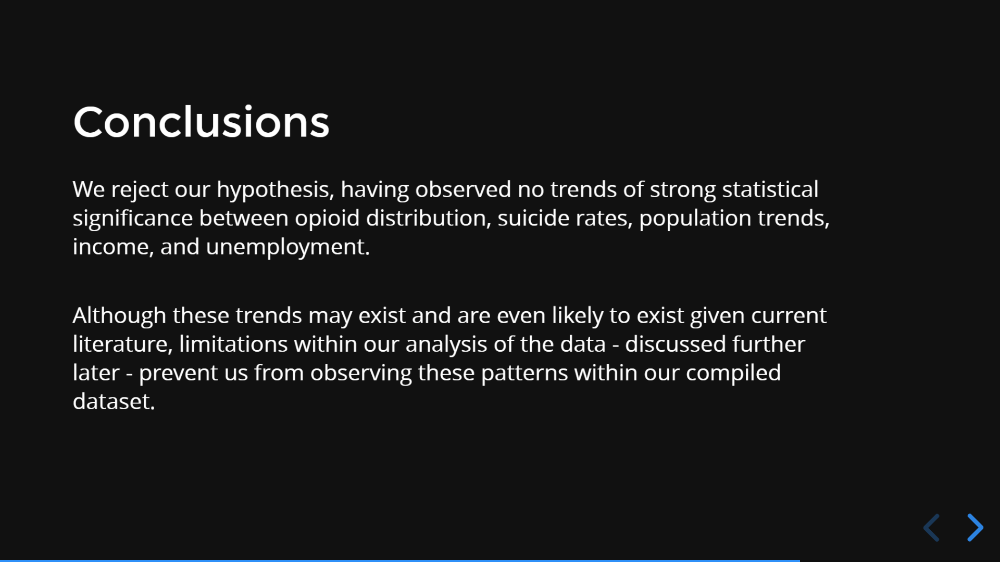 Conclusions
We reject our hypothesis, having observed no trends of strong statistical
significance between opioid distribution, suicide rates, population trends,
income, and unemployment.
Although these trends may exist and are even likely to exist given current
literature, limitations within our analysis of the data - discussed further
later - prevent us from observing these patterns within our compiled
dataset.